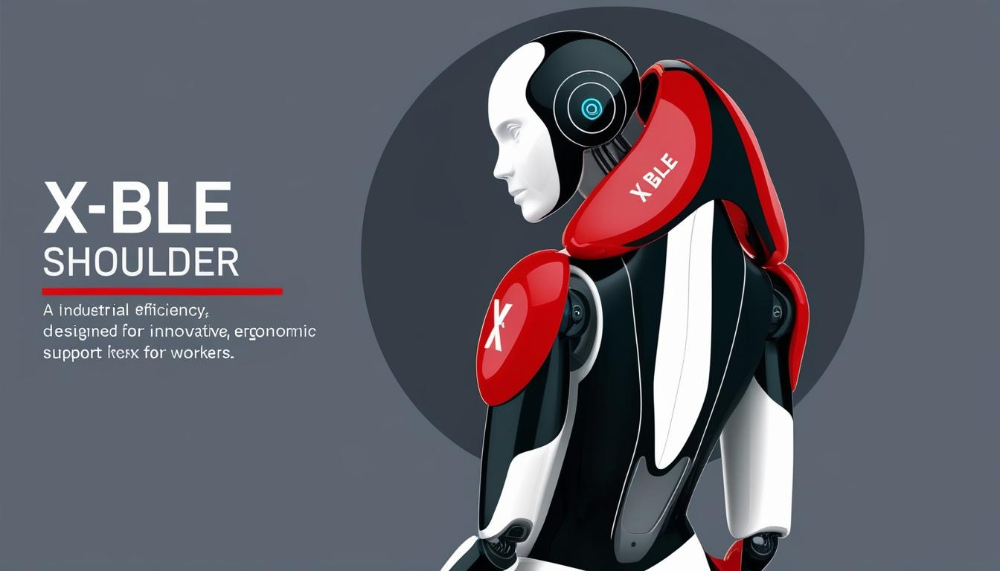 X-BLE
SHOULDER
A industrial efficiency,
designed for innovative, ergonomic
support for workers.
X BLE
X